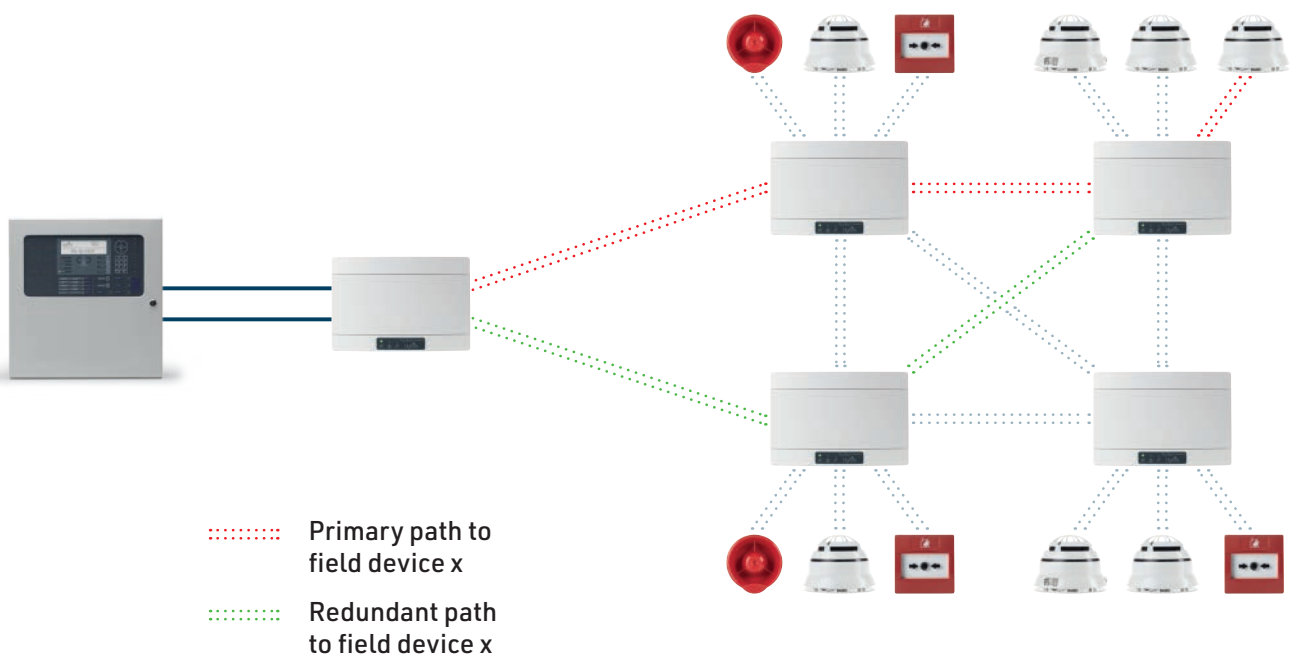 Primary path to
field device x
Redundant path
to field device x